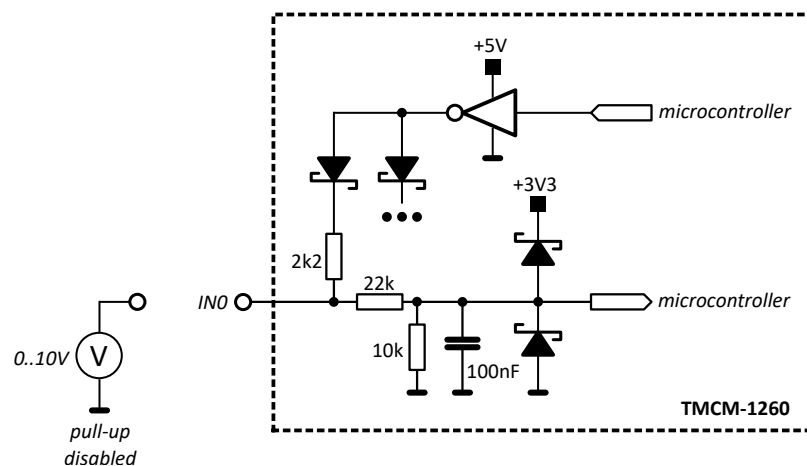 +5V
microcontroller
+3V3
2k2
22k
IN0
microcontroller
0..10V
V
10k
100nF
TMCM-1260
pull-up
disabled